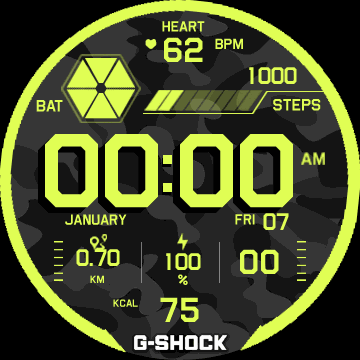 HEART
62 BPM
1000
BAT
STEPS
00:00 AM
JANUARY
FRI 07
0.70
KM
100
%
00
KCAL
75
G-SHOCK